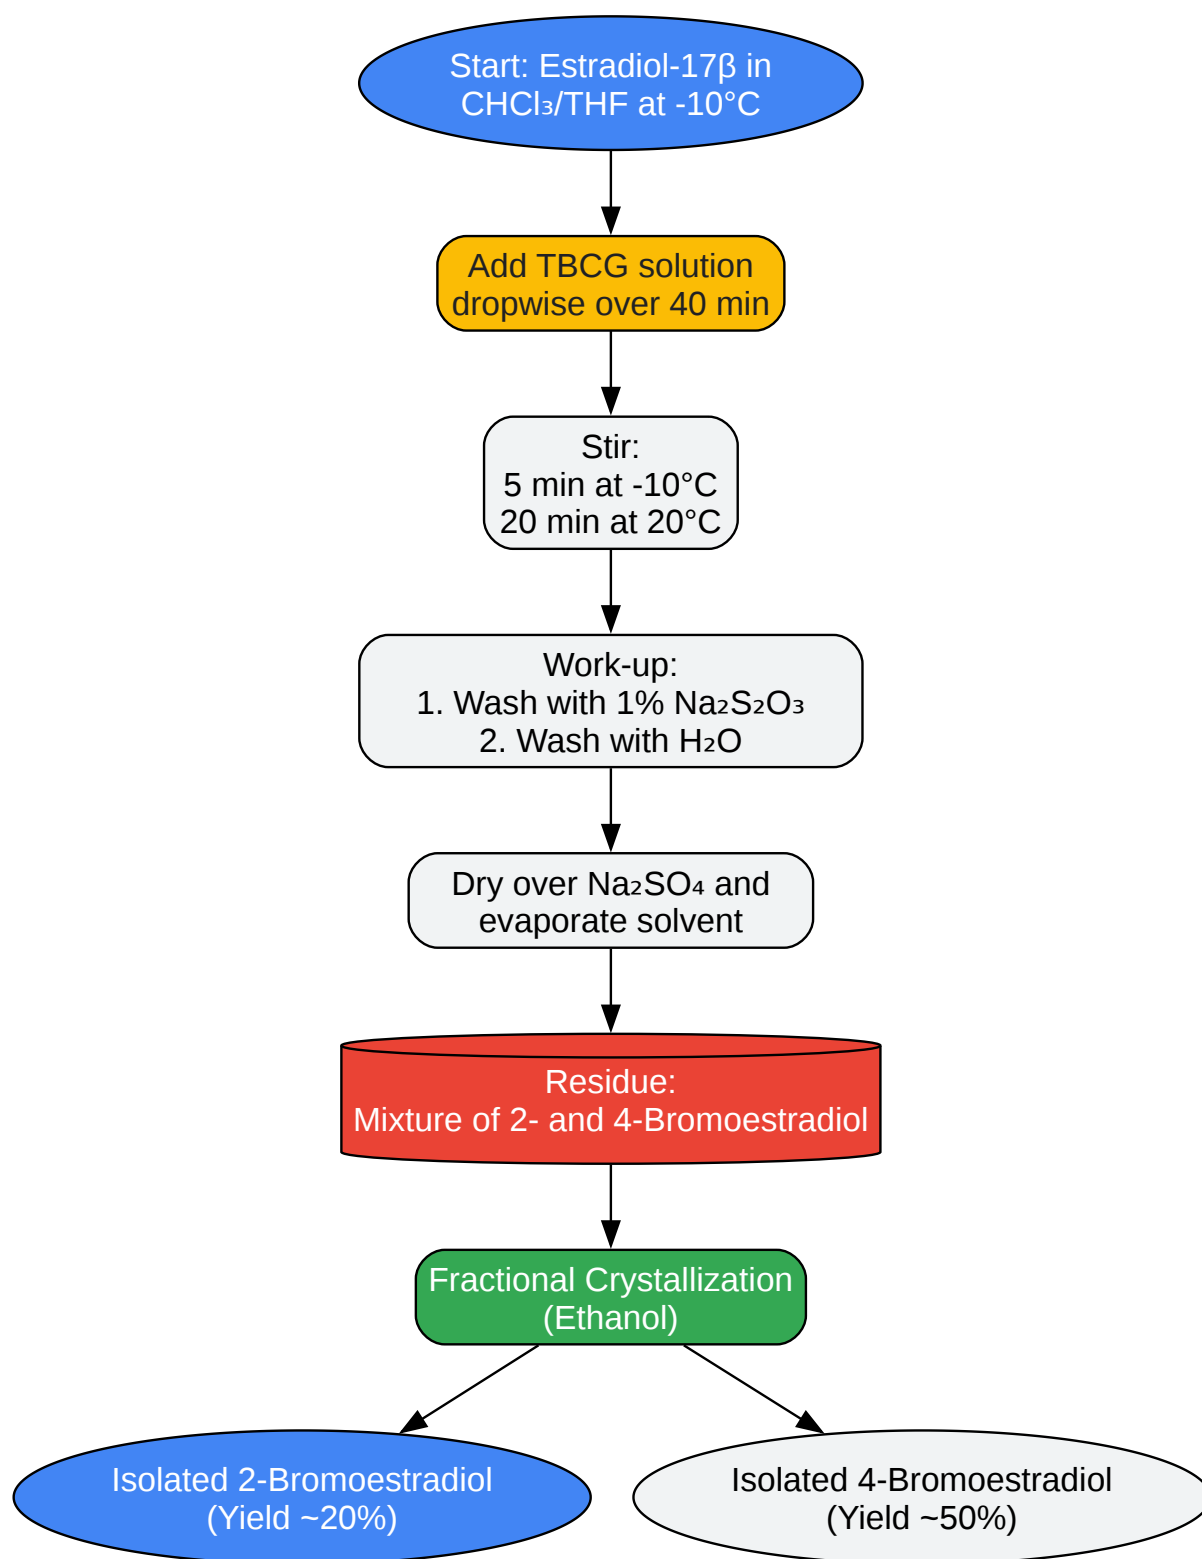 Start: Estradiol-17β in
CHCl₃/THF at -10°C
Add TBCG solution
dropwise over 40 min
Stir:
5 min at -10°C
20 min at 20°C
Work-up:
1. Wash with 1% Na₂S₂O₃
2. Wash with H₂O
Dry over Na₂SO₄ and
evaporate solvent
Residue:
Mixture of 2- and 4-Bromoestradiol
Fractional Crystallization
(Ethanol)
Isolated 2-Bromoestradiol
(Yield ~20%)
Isolated 4-Bromoestradiol
(Yield ~50%)